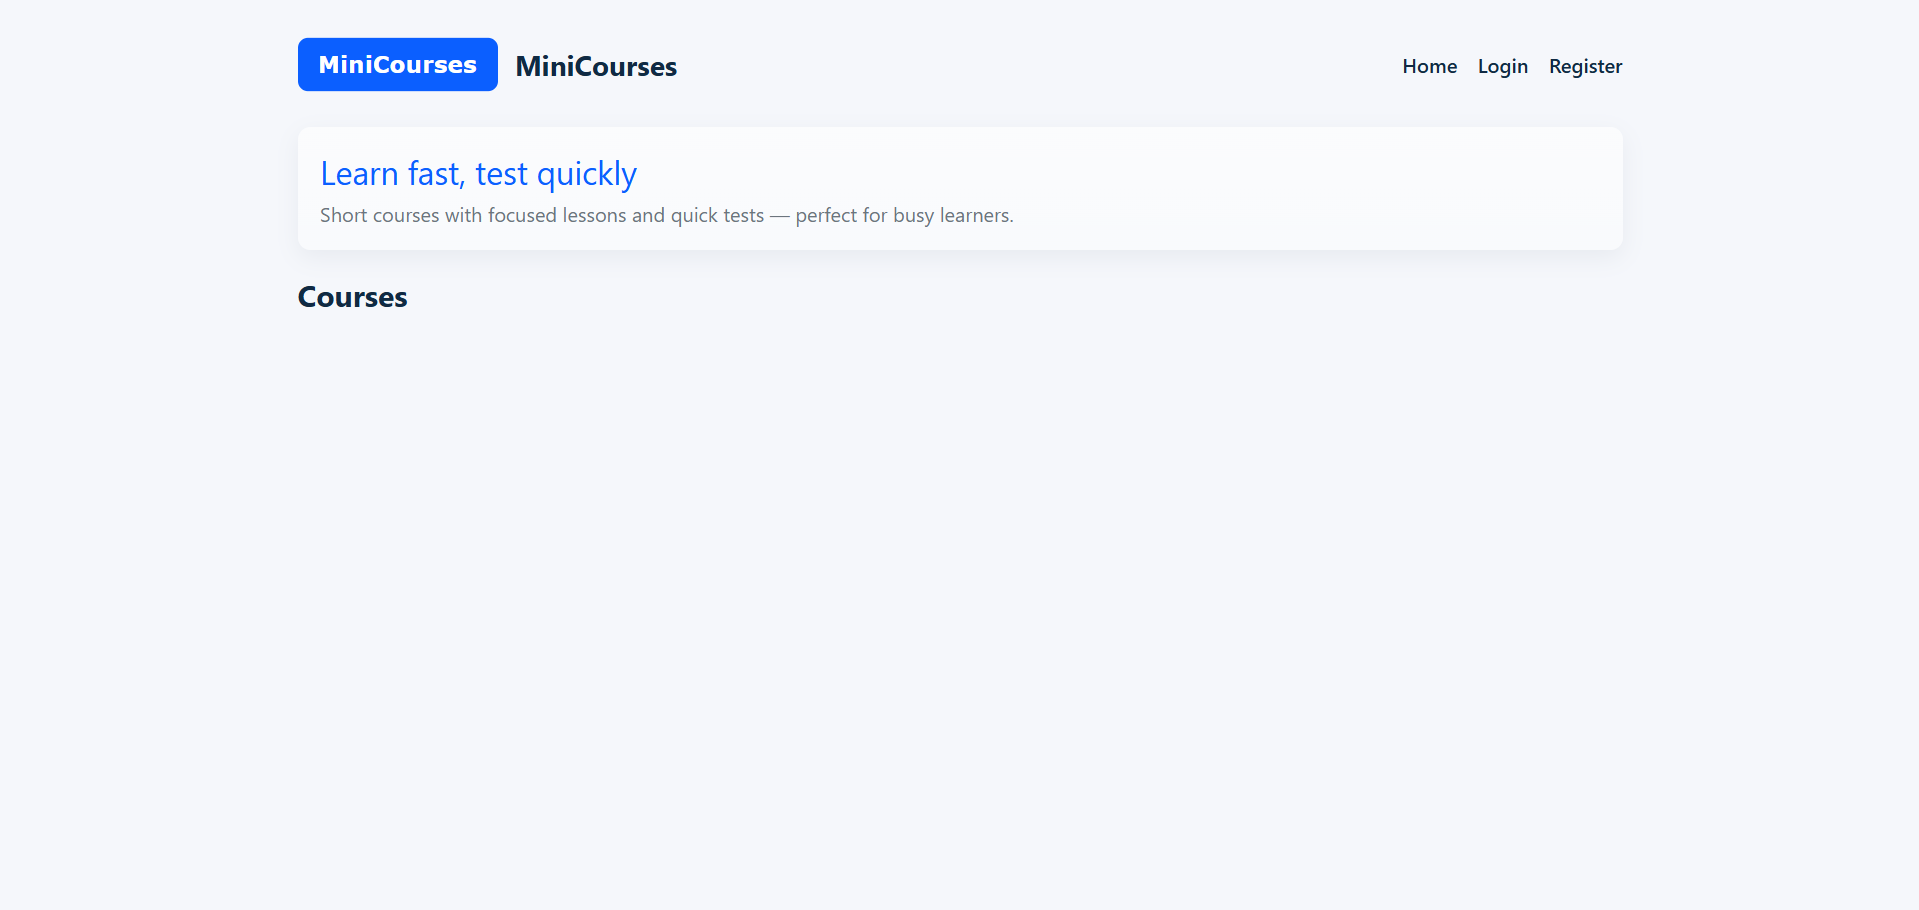 MiniCourses
MiniCourses
Home
Login
Register
Learn fast, test quickly
Short courses with focused lessons and quick tests — perfect for busy learners.
Courses